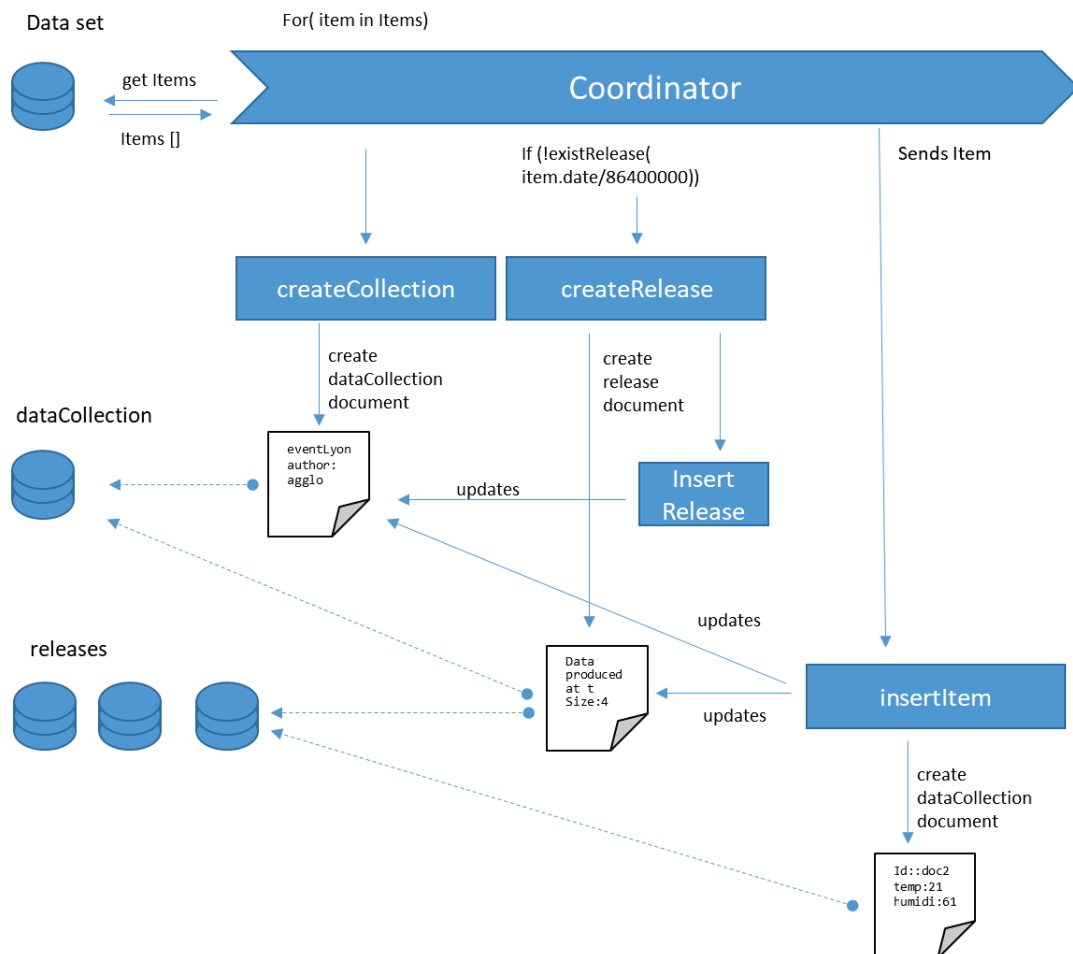 Data set
For( item in Items)
get Items
Coordinator
Items []
If (!existRelease(
item.date/86400000))
Sends Item
createCollection
createRelease
create
dataCollection
document
create
release
document
dataCollection
eventLyon
author:
agglo
updates
Insert
Release
updates
releases
Data
produced
at t
Size:4
updates
insertItem
create
dataCollection
document
Id::doc2
temp:21
humidi:61